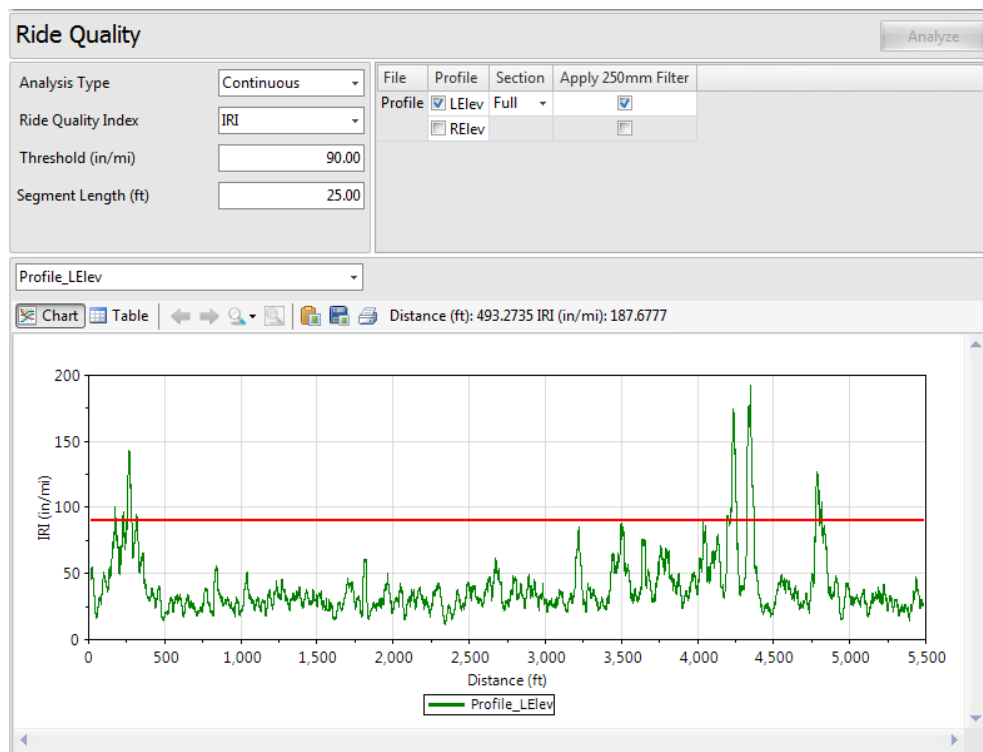 Ride Quality
Analyze
Analysis Type Continuous
Ride Quality Index IRI
Threshold (in/mi) 90.00
Segment Length (ft) 25.00
File Profile Section Apply 250mm Filter
Profile LElev Full
RElev
Profile_LElev
Chart Table Distance (ft): 493.2735 IRI (in/mi): 187.6777
200
150
100
50
0
IRI (in/mi)
0 500 1,000 1,500 2,000 2,500 3,000 3,500 4,000 4,500 5,000 5,500
Distance (ft)
Profile_LElev